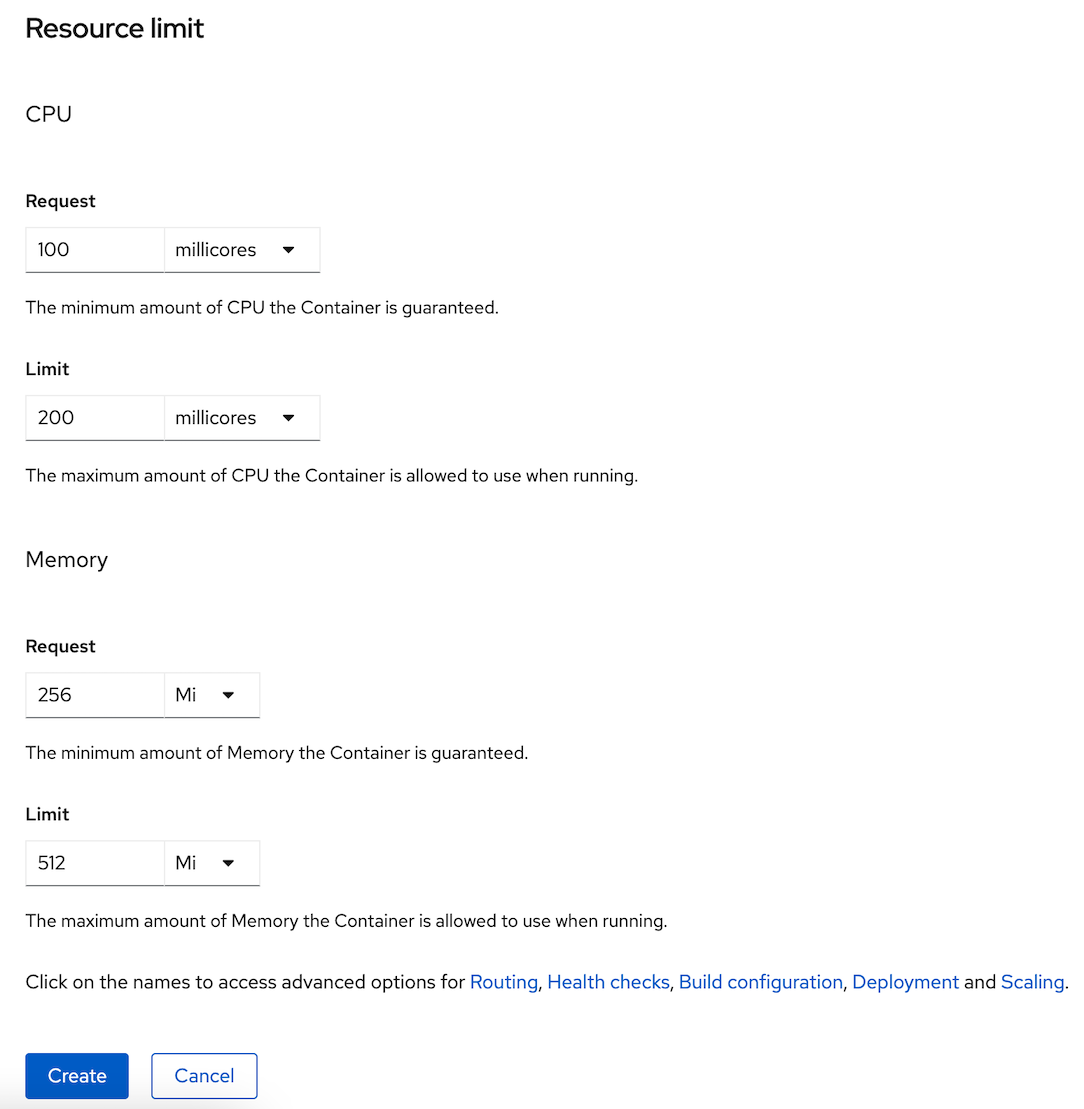 Resource limit
CPU
Request
100 millicores
The minimum amount of CPU the Container is guaranteed.
Limit
200 millicores
The maximum amount of CPU the Container is allowed to use when running.
Memory
Request
256 Mi
The minimum amount of Memory the Container is guaranteed.
Limit
512 Mi
The maximum amount of Memory the Container is allowed to use when running.
Click on the names to access advanced options for Routing, Health checks, Build configuration, Deployment and Scaling.
Create Cancel